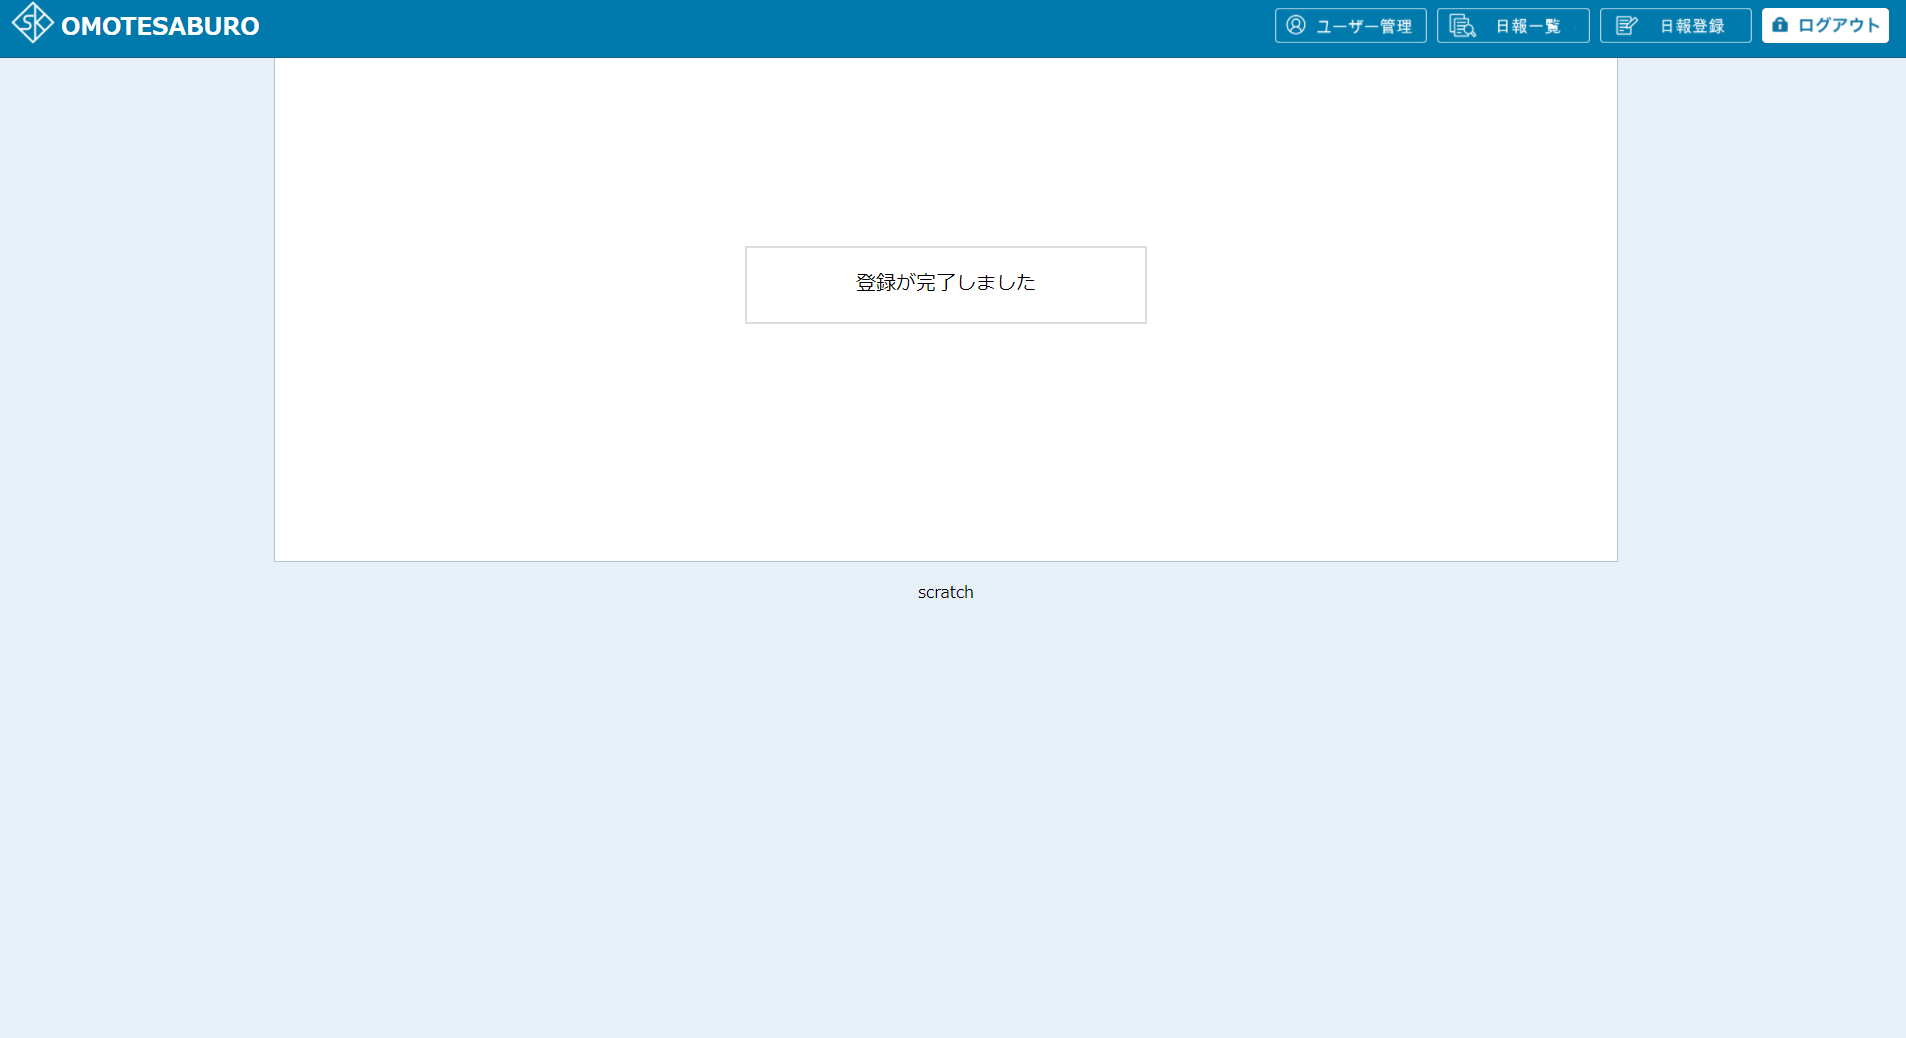 SK OMOTESABURO
ユーザー管理
日報一覧
日報登録
ログアウト
登録が完了しました
scratch